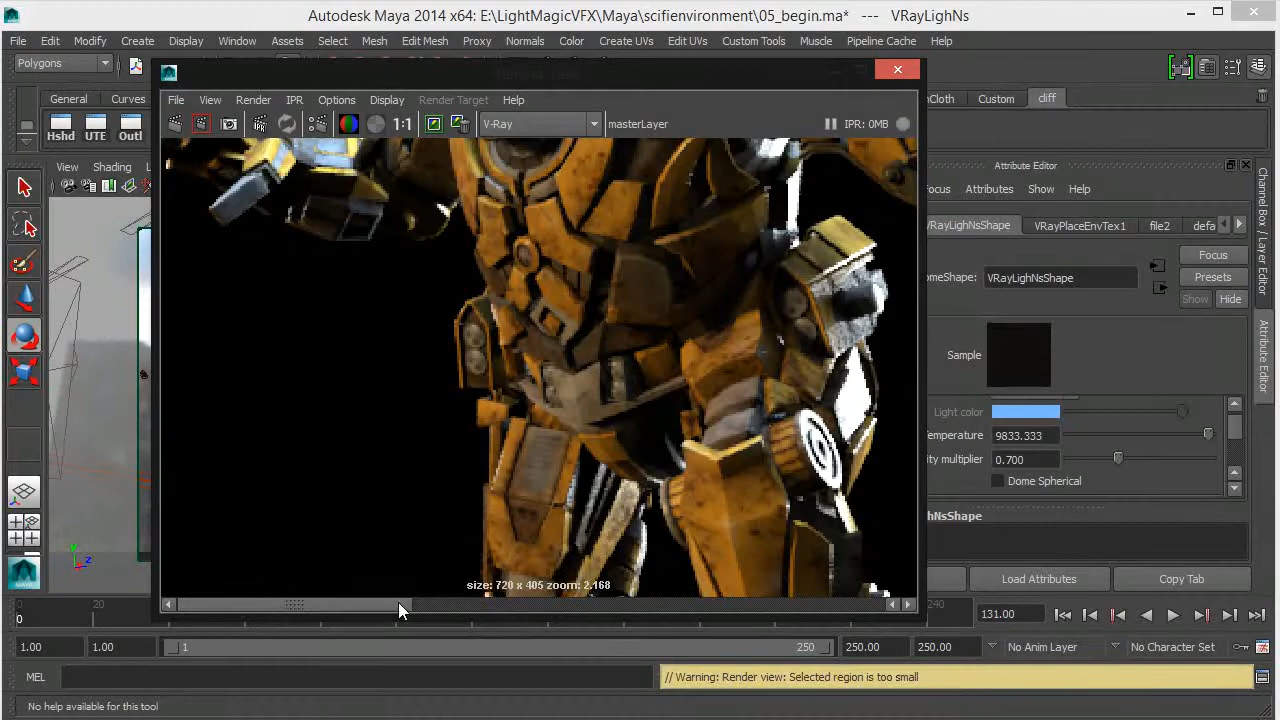 Autodesk Maya 2014 x64: E:\LightMagicVFX\Maya\scifienvironment\05_begin.ma* --- VRayLighNs
File Edit Modify Create Display Window Assets Select Mesh Edit Mesh Proxy Normals Color Create UVs Edit UVs Custom Tools Muscle Pipeline Cache Help
Polygons
General Curves
Cloth Custom diff
Hshd UTE Outl
View Shading
File View Render IPR Options Display Render Target Help
1:1 V-Ray masterLayer IPR: 0MB
size: 720 x 405 zoom: 2.168
Attribute Editor
ocus Attributes Show Help
VRayLighNsShape VRayPlaceEnvTex1 file2 defa
Focus
omeShape: VRayLighNsShape Presets
Show Hide
Sample
Light color
Temperature 9833.333
ity multiplier 0.700
Dome Spherical
ghNsShape
Load Attributes Copy Tab
Channel Box / Layer Editor
Attribute Editor
0 20 240
0
131.00
1.00 1.00 1 250 250.00 250.00 No Anim Layer No Character Set
MEL // Warning: Render view: Selected region is too small
No help available for this tool